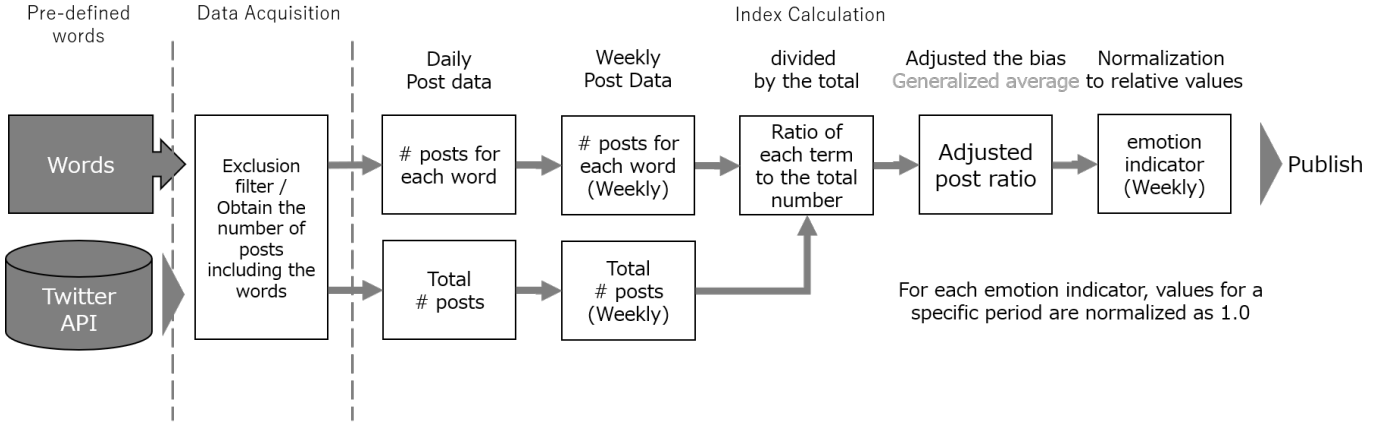 Pre-defined
words
Data Acquisition
Index Calculation
Daily
Post data
Weekly
Post Data
divided
by the total
Adjusted the bias
Generalized average
Normalization
to relative values
Words
Exclusion
filter /
Obtain the
number of
posts
including the
words
# posts for
each word
# posts for
each word
(Weekly)
Ratio of
each term
to the total
number
Adjusted
post ratio
emotion
indicator
(Weekly)
Publish
Twitter
API
Total
# posts
Total
# posts
(Weekly)
For each emotion indicator, values for a
specific period are normalized as 1.0